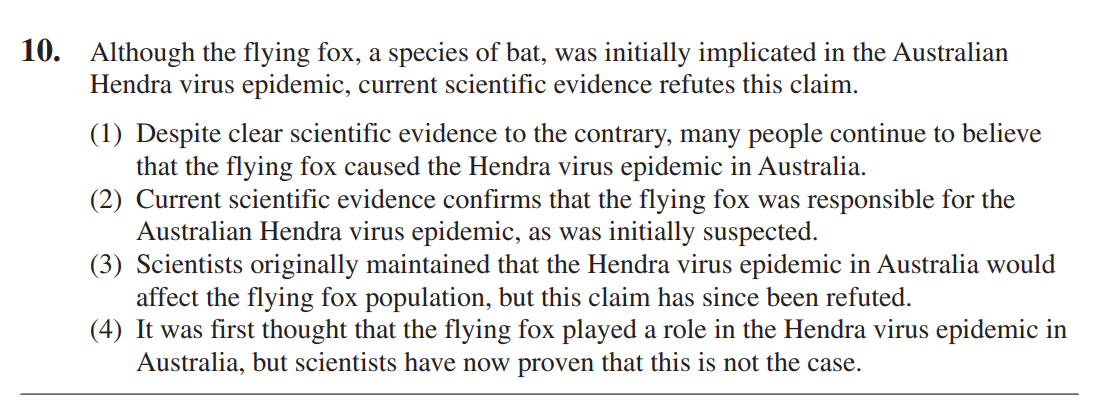 10. Although the flying fox, a species of bat, was initially implicated in the Australian
Hendra virus epidemic, current scientific evidence refutes this claim.
(1) Despite clear scientific evidence to the contrary, many people continue to believe
that the flying fox caused the Hendra virus epidemic in Australia.
(2) Current scientific evidence confirms that the flying fox was responsible for the
Australian Hendra virus epidemic, as was initially suspected.
(3) Scientists originally maintained that the Hendra virus epidemic in Australia would
affect the flying fox population, but this claim has since been refuted.
(4) It was first thought that the flying fox played a role in the Hendra virus epidemic in
Australia, but scientists have now proven that this is not the case.